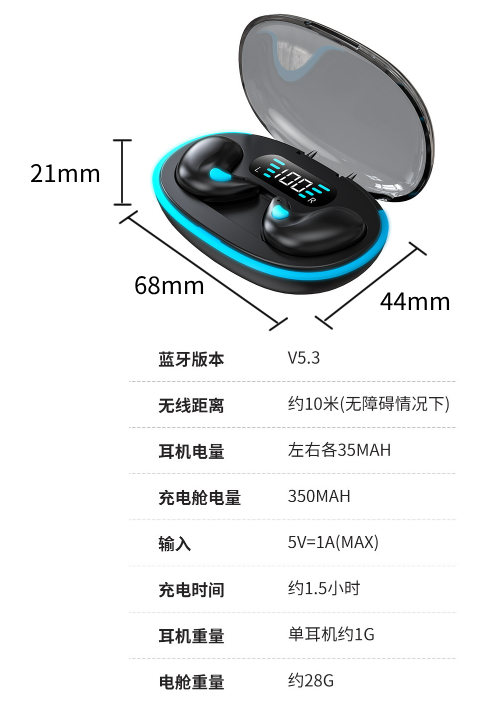 21mm
L 100 R
68mm
44mm
蓝牙版本 V5.3
无线距离 约10米(无障碍情况下)
耳机电量 左右各35MAH
充电舱电量 350MAH
输入 5V=1A(MAX)
充电时间 约1.5小时
耳机重量 单耳机约1G
电舱重量 约28G